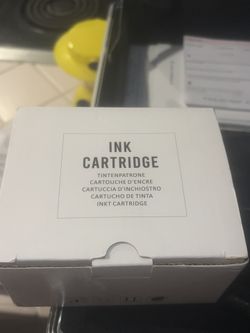 INK
CARTRIDGE
TINTENPATRONE
CARTOUCHE D'ENCRE
CARTUCCIA D'INCHIOSTRO
CARTUCHO DE TINTA
INKT CARTRIDGE